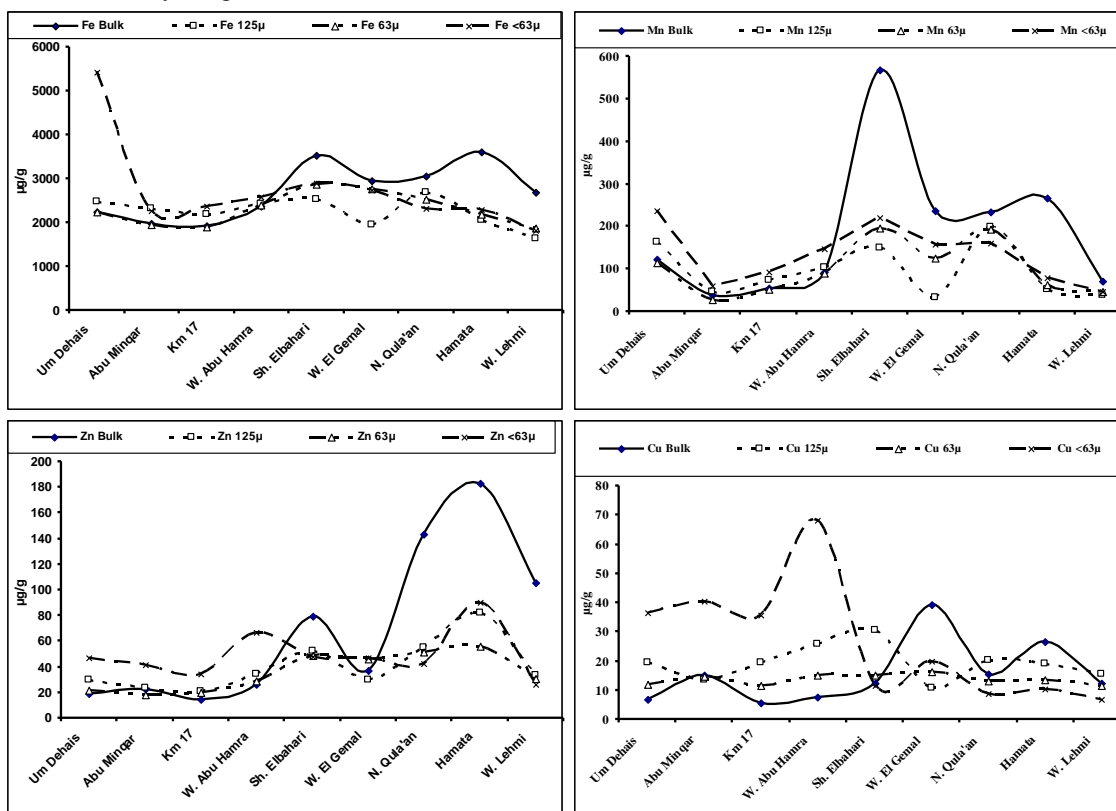 Fe Bulk Fe 125µ Fe 63µ Fe <63µ
6000
5000
4000
3000
2000
1000
0
µg/g
Um Dehais
Abu Minqar
Km 17
W. Abu Hamra
Sh. Elbahari
W. El Gemal
N. Qula'an
Hamata
W. Lehmi
Mn Bulk Mn 125µ Mn 63µ Mn <63µ
600
500
400
300
200
100
0
µg/g
Um Dehais
Abu Minqar
Km 17
W. Abu Hamra
Sh. Elbahari
W. El Gemal
N. Qula'an
Hamata
W. Lehmi
Zn Bulk Zn 125µ Zn 63µ Zn <63µ
200
180
160
140
120
100
80
60
40
20
0
µg/g
Um Dehais
Abu Minqar
Km 17
W. Abu Hamra
Sh. Elbahari
W. El Gemal
N. Qula'an
Hamata
W. Lehmi
Cu Bulk Cu 125µ Cu 63µ Cu <63µ
80
70
60
50
40
30
20
10
0
µg/g
Um Dehais
Abu Minqar
Km 17
W. Abu Hamra
Sh. Elbahari
W. El Gemal
N. Qula'an
Hamata
W. Lehmi